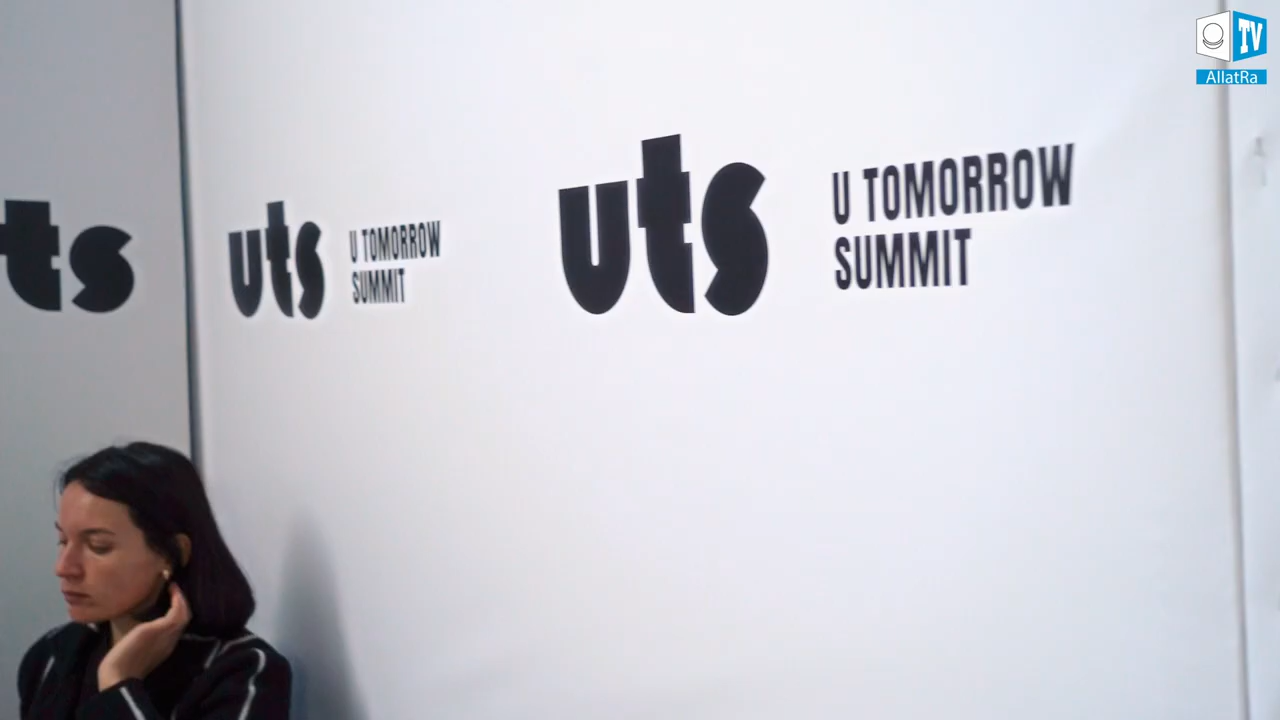 TV
AllatRa
ts
uts
U TOMORROW
SUMMIT
uts
U TOMORROW
SUMMIT